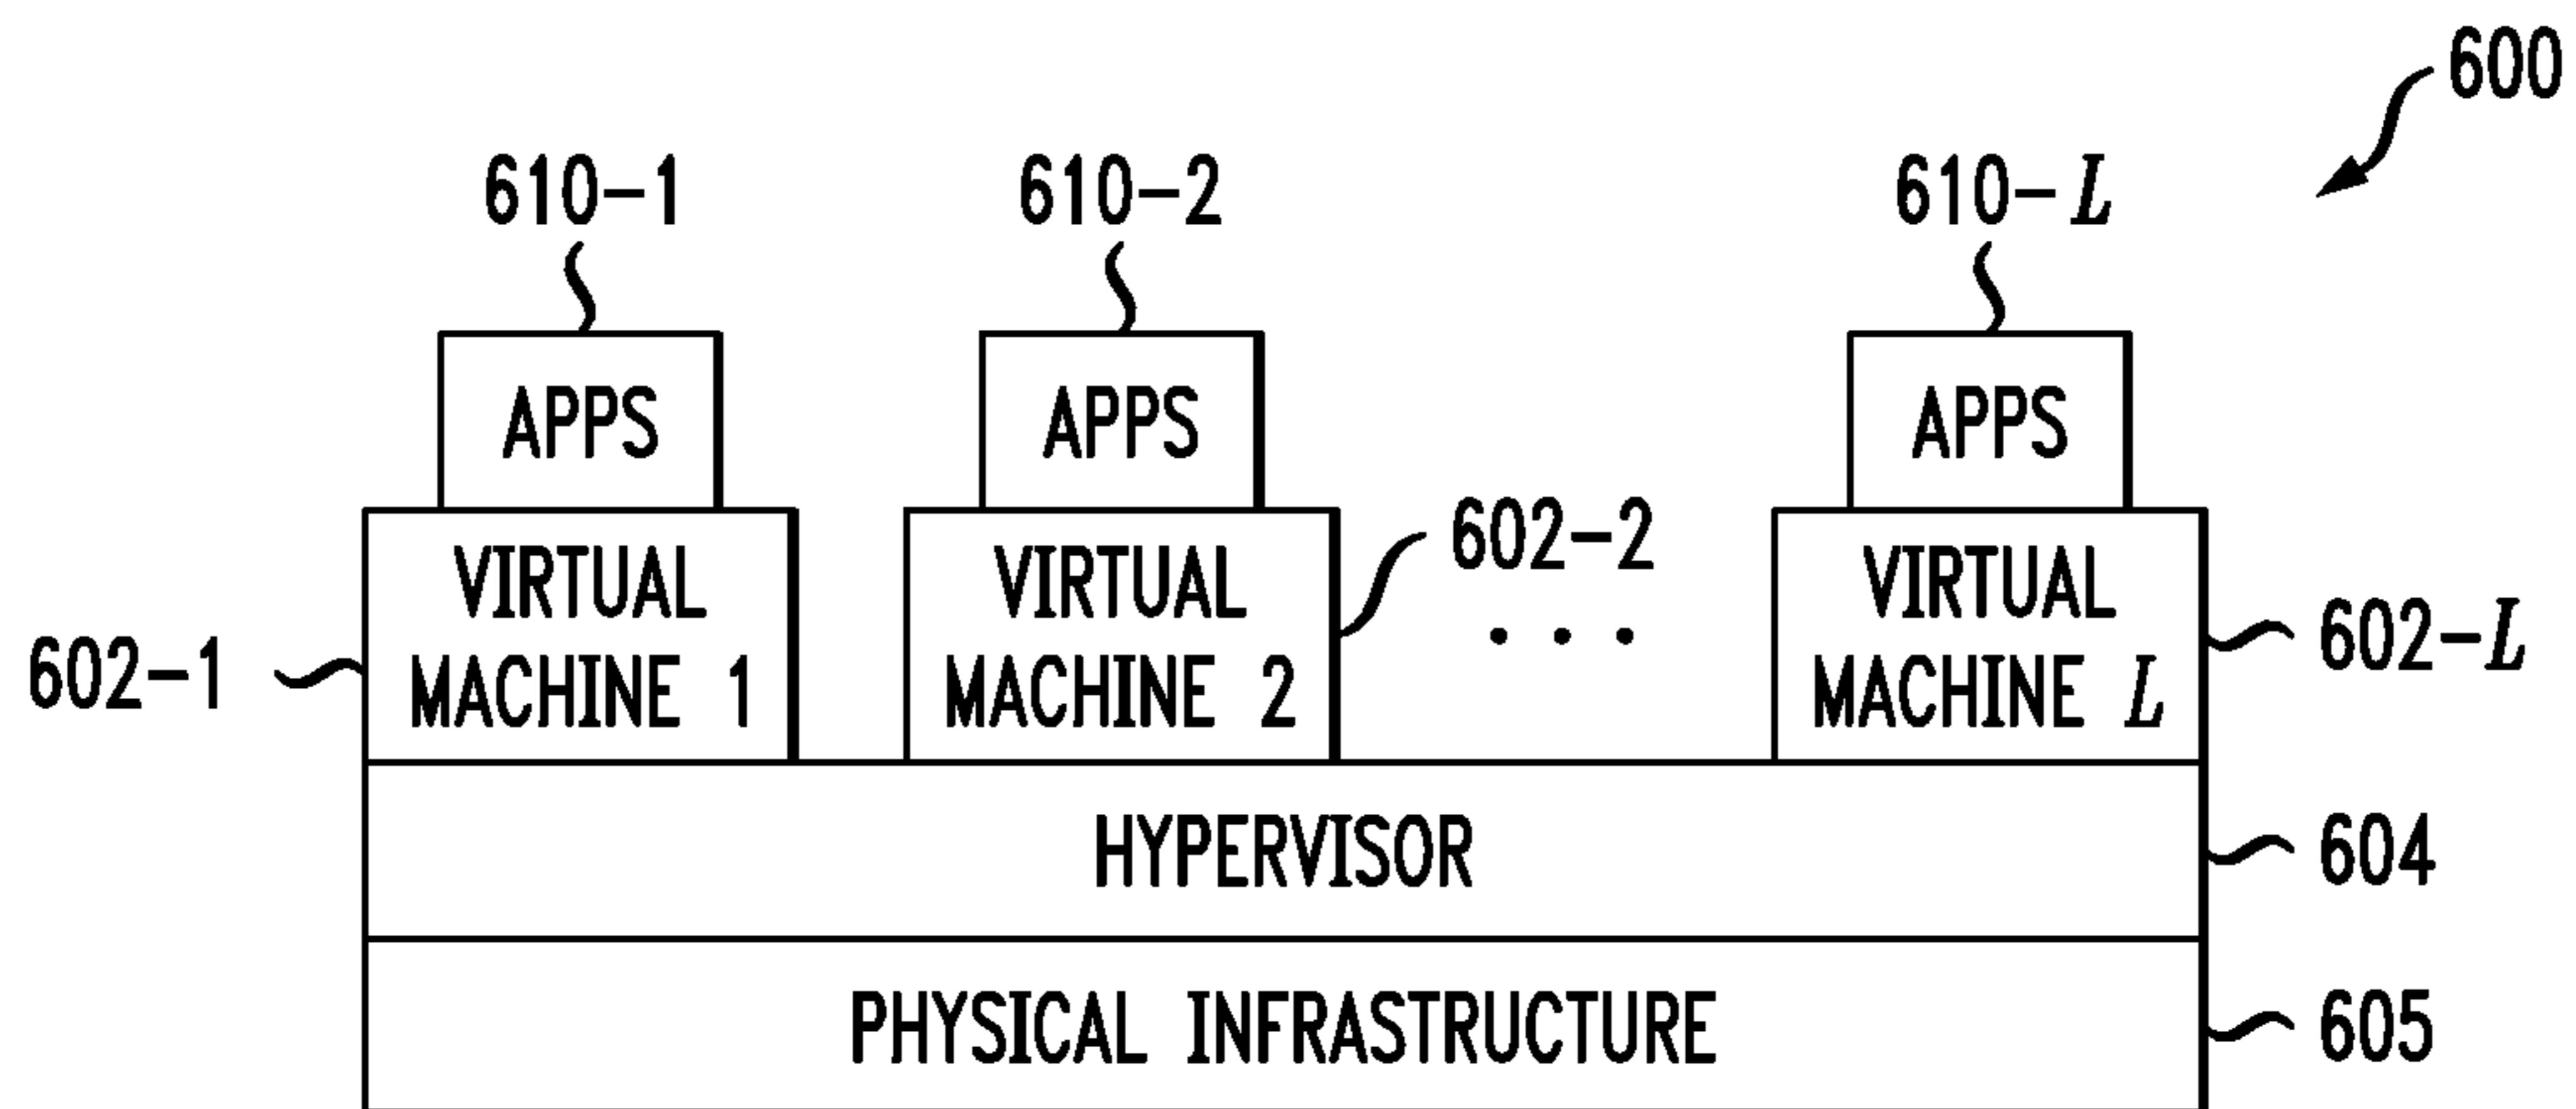 600
610-1 610-2 610-L
APPS APPS APPS
602-2
VIRTUAL VIRTUAL VIRTUAL
602-1 MACHINE 1 MACHINE 2 . . . MACHINE L 602-L
HYPERVISOR 604
PHYSICAL INFRASTRUCTURE 605